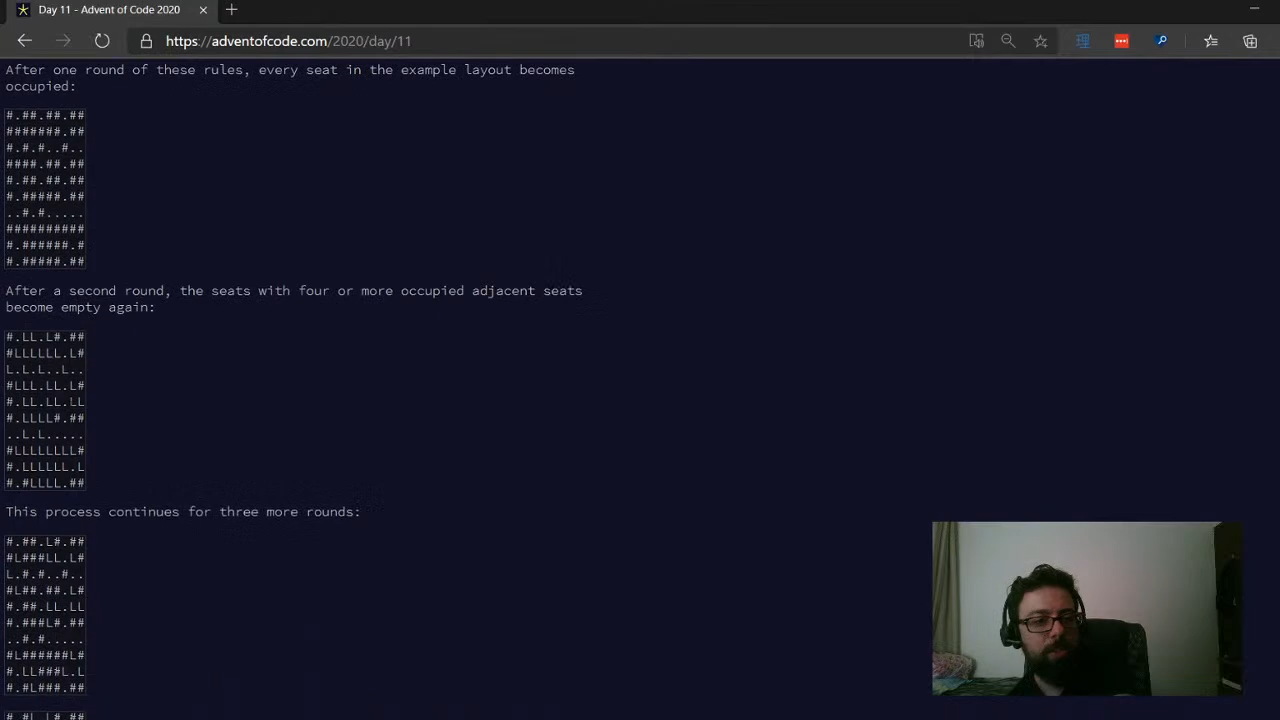 Day 11 - Advent of Code 2020
https://adventofcode.com/2020/day/11
After one round of these rules, every seat in the example layout becomes
occupied:
#.##.##.##
#######.##
#.#.#..#..
####.##.##
#.##.##.##
#.#####.##
..#.#.....
##########
#.######.#
#.#####.##
After a second round, the seats with four or more occupied adjacent seats
become empty again:
#.LL.L#.##
#LLLLLL.L#
L.L.L..L..
#LLL.LL.L#
#.LL.LL.LL
#.LLLL#.##
..L.L.....
#LLLLLLLL#
#.LLLLLL.L
#.#LLLL.##
This process continues for three more rounds:
#.##.L#.##
#L###LL.L#
L.#.#..#..
#L##.##.L#
#.##.LL.LL
#.###L#.##
..#.#.....
#L######L#
#.LL###L.L
#.#L###.##